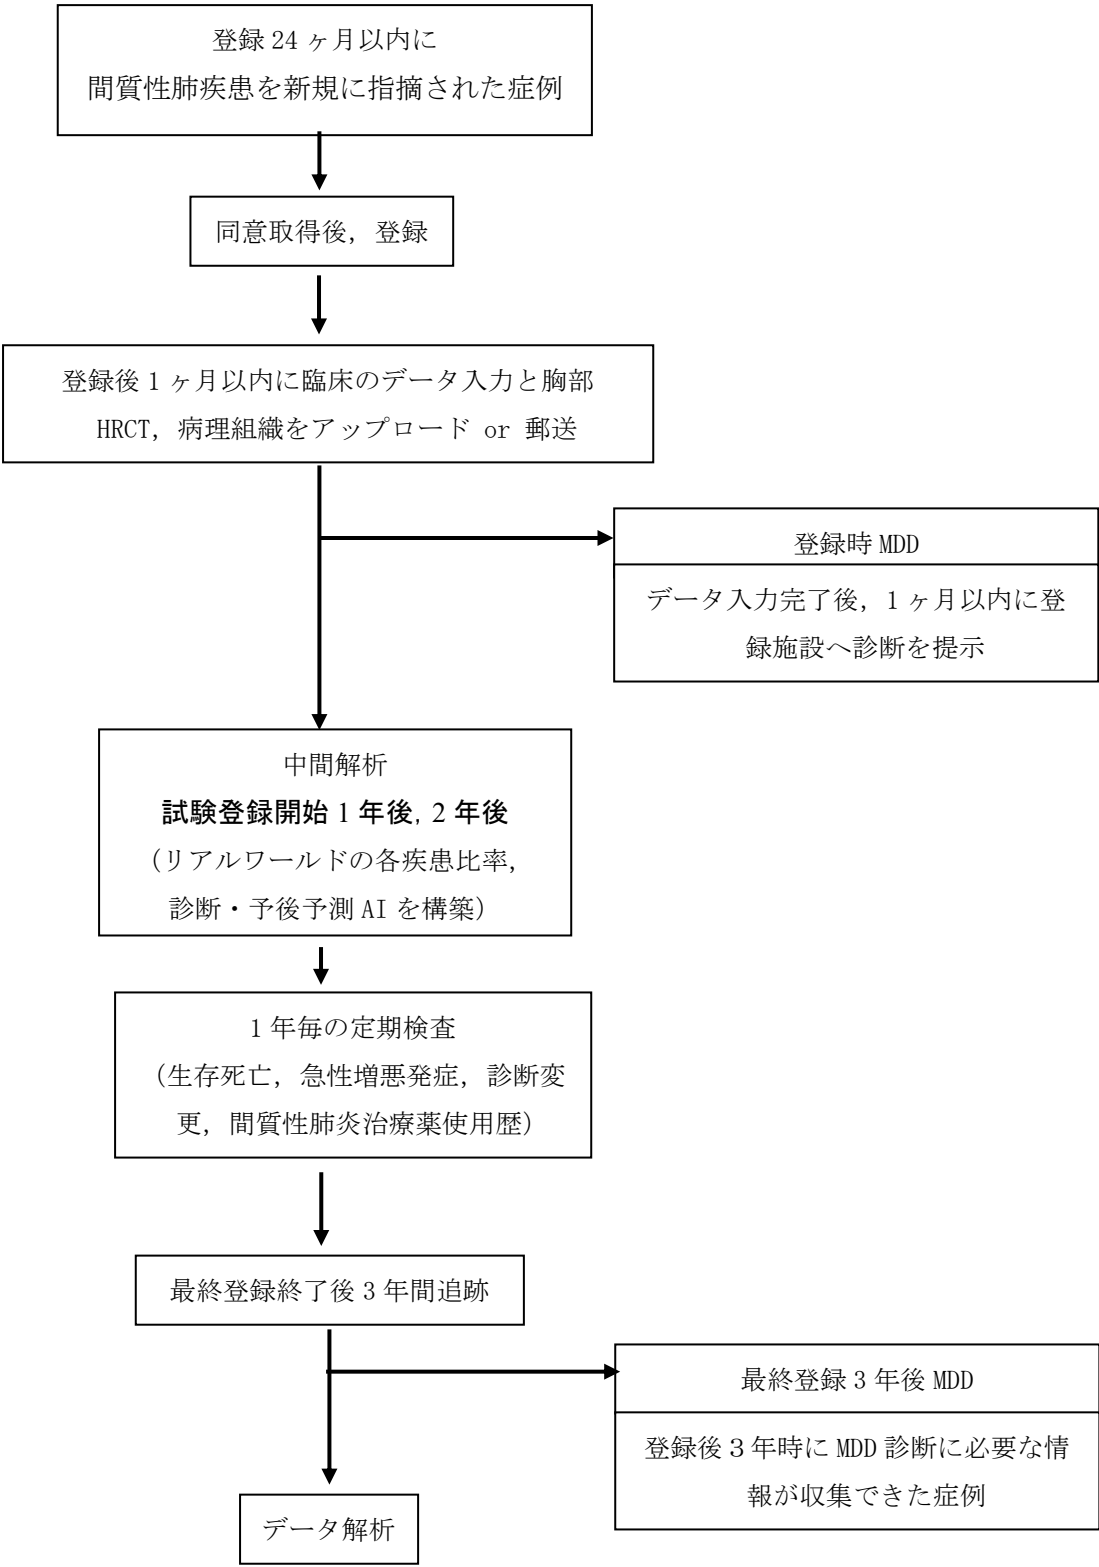 登録 24 ヶ月以内に
間質性肺疾患を新規に指摘された症例
同意取得後，登録
登録後 1 ヶ月以内に臨床のデータ入力と胸部
HRCT，病理組織をアップロード or 郵送
登録時 MDD
データ入力完了後，1 ヶ月以内に登
録施設へ診断を提示
中間解析
試験登録開始 1 年後，2 年後
（リアルワールドの各疾患比率，
診断・予後予測 AI を構築）
1 年毎の定期検査
（生存死亡，急性増悪発症，診断変
更，間質性肺炎治療薬使用歴）
最終登録終了後 3 年間追跡
最終登録 3 年後 MDD
登録後 3 年時に MDD 診断に必要な情
報が収集できた症例
データ解析